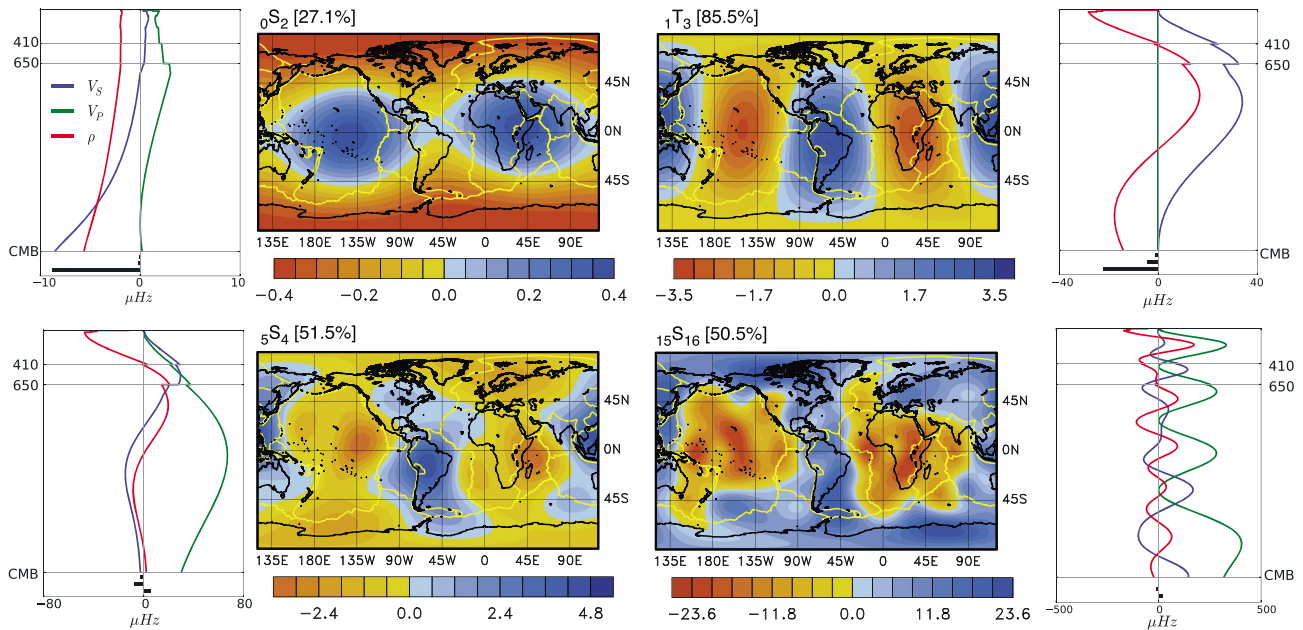 ₀S₂ [27.1%]
410
650
V_S
V_P
ρ
CMB
−10 0 10
μHz
45N
0N
45S
135E 180E 135W 90W 45W 0 45E 90E
−0.4 −0.2 0.0 0.2 0.4
₁T₃ [85.5%]
45N
0N
45S
135E 180E 135W 90W 45W 0 45E 90E
−3.5 −1.7 0.0 1.7 3.5
410
650
CMB
−40 0 40
μHz
₅S₄ [51.5%]
410
650
CMB
−80 0 80
μHz
45N
0N
45S
135E 180E 135W 90W 45W 0 45E 90E
−2.4 0.0 2.4 4.8
₁₅S₁₆ [50.5%]
45N
0N
45S
135E 180E 135W 90W 45W 0 45E 90E
−23.6 −11.8 0.0 11.8 23.6
410
650
CMB
−500 0 500
μHz